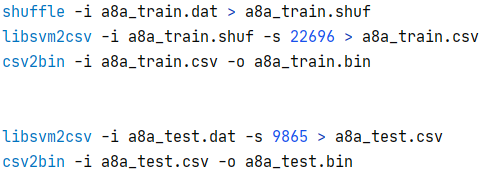 shuffle -i a8a_train.dat > a8a_train.shuf
libsvm2csv -i a8a_train.shuf -s 22696 > a8a_train.csv
csv2bin -i a8a_train.csv -o a8a_train.bin
libsvm2csv -i a8a_test.dat -s 9865 > a8a_test.csv
csv2bin -i a8a_test.csv -o a8a_test.bin